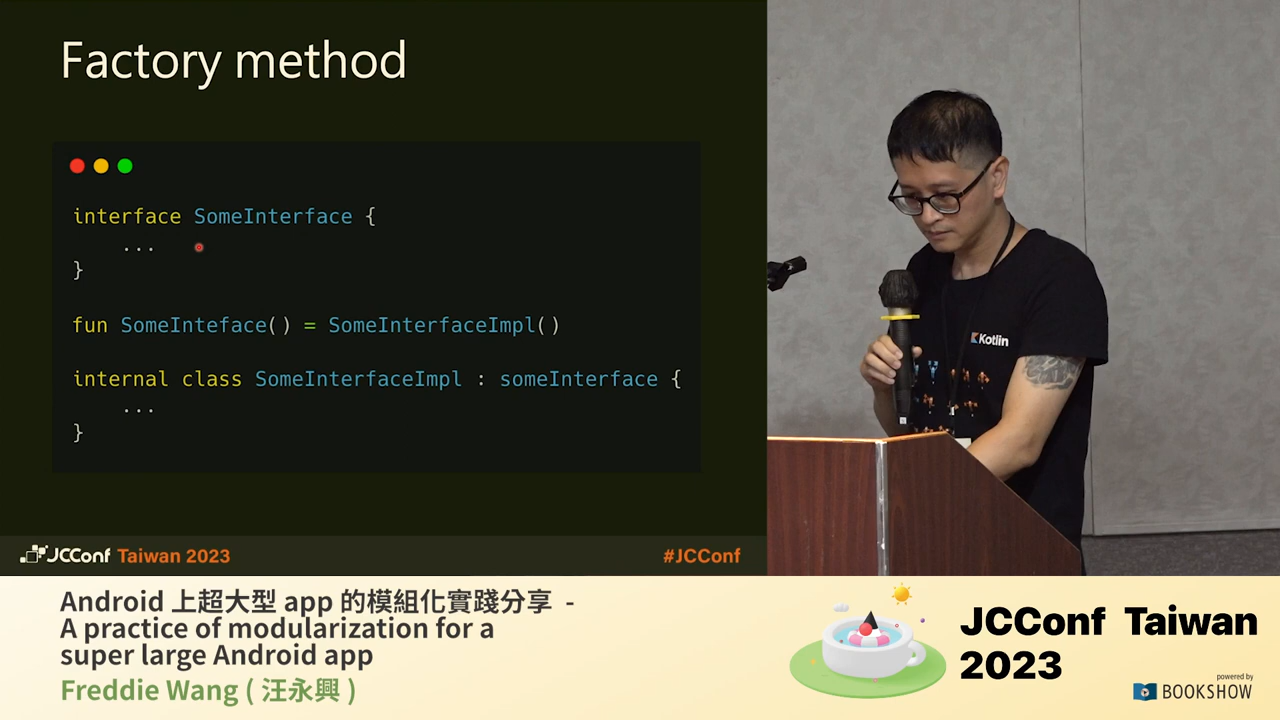 Factory method
interface SomeInterface {
...
}
fun SomeInteface() = SomeInterfaceImpl()
internal class SomeInterfaceImpl : someInterface {
...
}
JCConf Taiwan 2023
#JCConf
Kotlin
Android 上超大型 app 的模組化實踐分享 -
A practice of modularization for a
super large Android app
Freddie Wang ( 汪永興 )
JCConf Taiwan
2023
powered by
BOOKSHOW